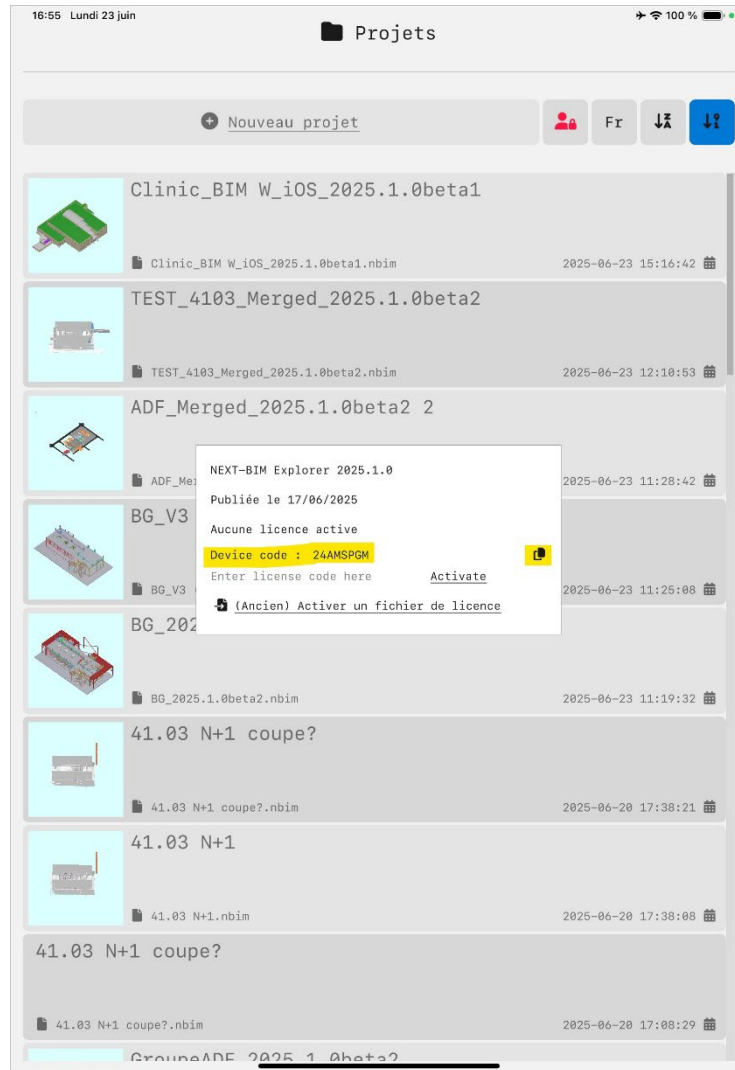 16:55 Lundi 23 juin
100 %
Projets
Nouveau projet
Fr
Clinic_BIM W_iOS_2025.1.0beta1
Clinic_BIM W_iOS_2025.1.0beta1.nbim 2025-06-23 15:16:42
TEST_4103_Merged_2025.1.0beta2
TEST_4103_Merged_2025.1.0beta2.nbim 2025-06-23 12:10:53
ADF_Merged_2025.1.0beta2 2
ADF_Me 2025-06-23 11:28:42
NEXT-BIM Explorer 2025.1.0
Publiée le 17/06/2025
Aucune licence active
Device code : 24AMSPGM
Enter license code here Activate
(Ancien) Activer un fichier de licence
BG_V3
BG_V3 2025-06-23 11:25:08
BG_202
BG_2025.1.0beta2.nbim 2025-06-23 11:19:32
41.03 N+1 coupe?
41.03 N+1 coupe?.nbim 2025-06-20 17:38:21
41.03 N+1
41.03 N+1.nbim 2025-06-20 17:38:08
41.03 N+1 coupe?
41.03 N+1 coupe?.nbim 2025-06-20 17:08:29
GroupeADF_2025.1.0beta2